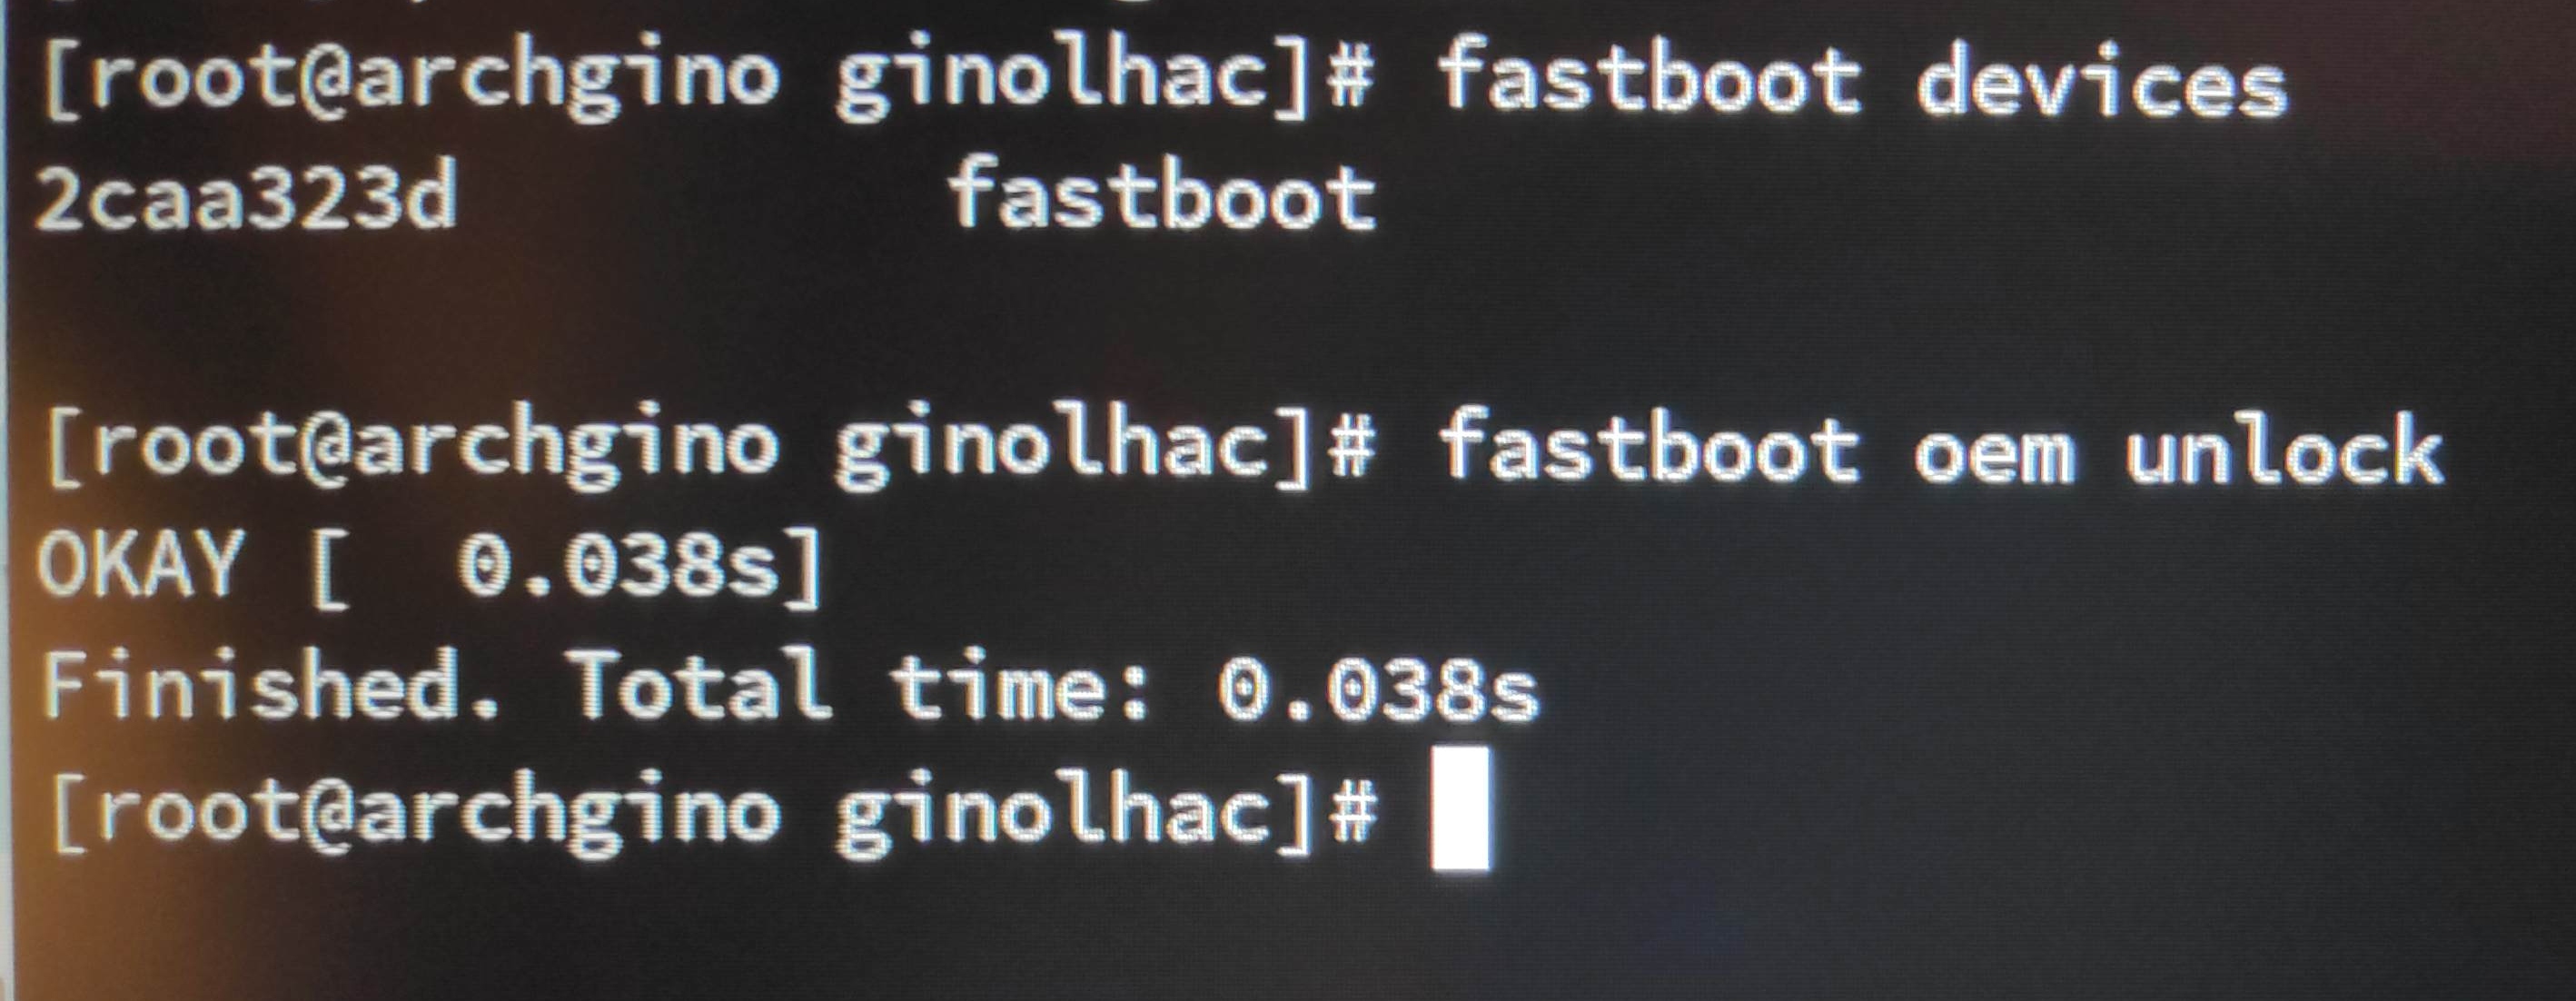 [root@archgino ginolhac]# fastboot devices
2caa323d         fastboot
[root@archgino ginolhac]# fastboot oem unlock
OKAY [  0.038s]
Finished. Total time: 0.038s
[root@archgino ginolhac]#